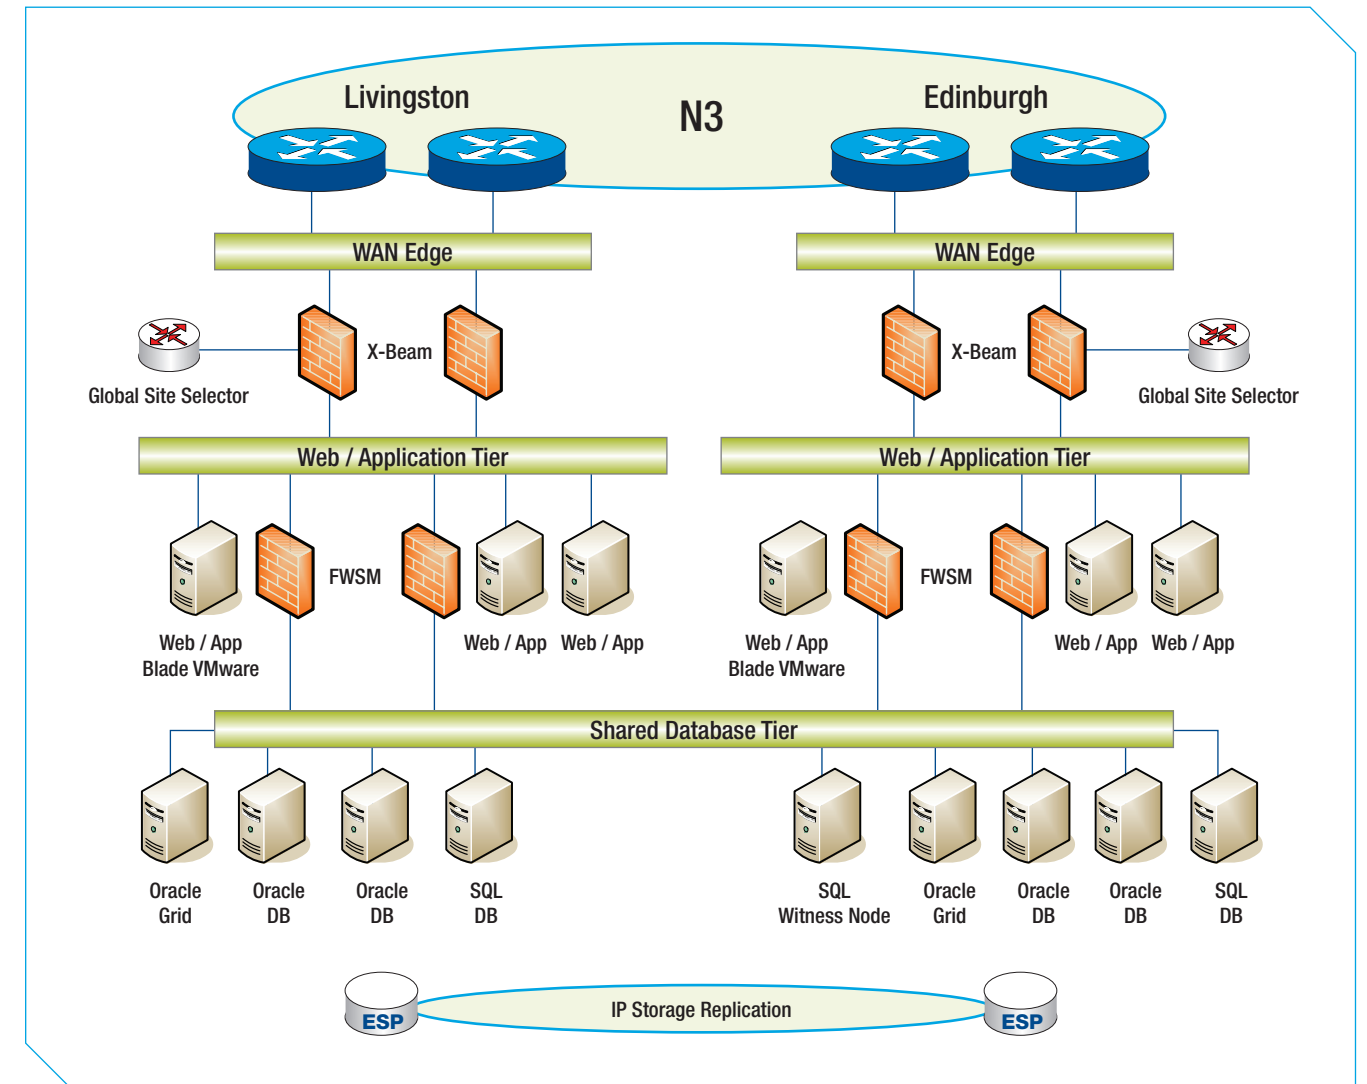 Livingston
N3
Edinburgh
WAN Edge
WAN Edge
X-Beam
X-Beam
Global Site Selector
Global Site Selector
Web / Application Tier
Web / Application Tier
FWSM
FWSM
Web / App
Blade VMware
Web / App
Web / App
Web / App
Blade VMware
Web / App
Web / App
Shared Database Tier
Oracle
Grid
Oracle
DB
Oracle
DB
SQL
DB
SQL
Witness Node
Oracle
Grid
Oracle
DB
Oracle
DB
SQL
DB
ESP
IP Storage Replication
ESP